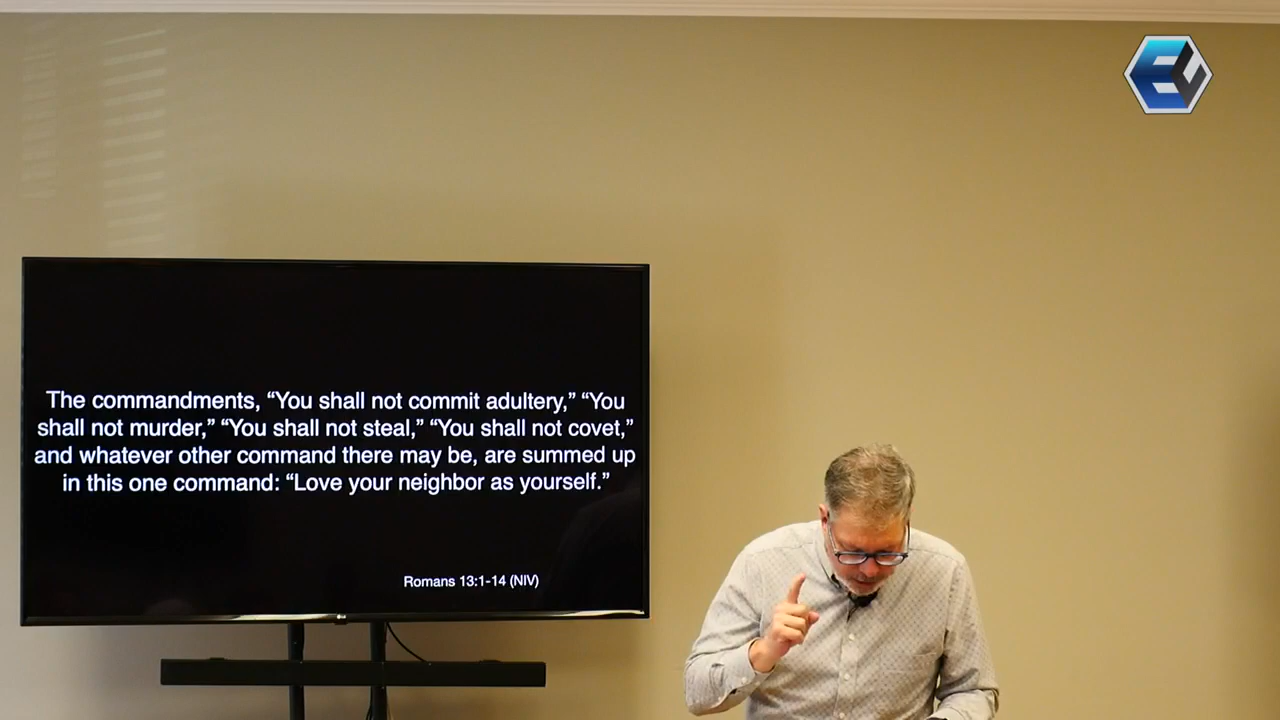 The commandments, “You shall not commit adultery,” “You
shall not murder,” “You shall not steal,” “You shall not covet,”
and whatever other command there may be, are summed up
in this one command: “Love your neighbor as yourself.”
Romans 13:1-14 (NIV)